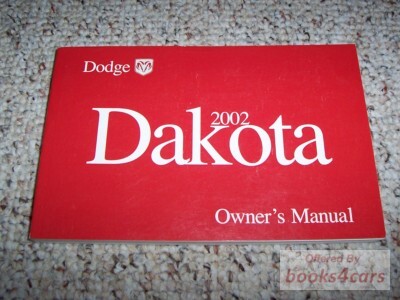 Dodge
2002
Dakota
Owner's Manual
Offered By
books4cars